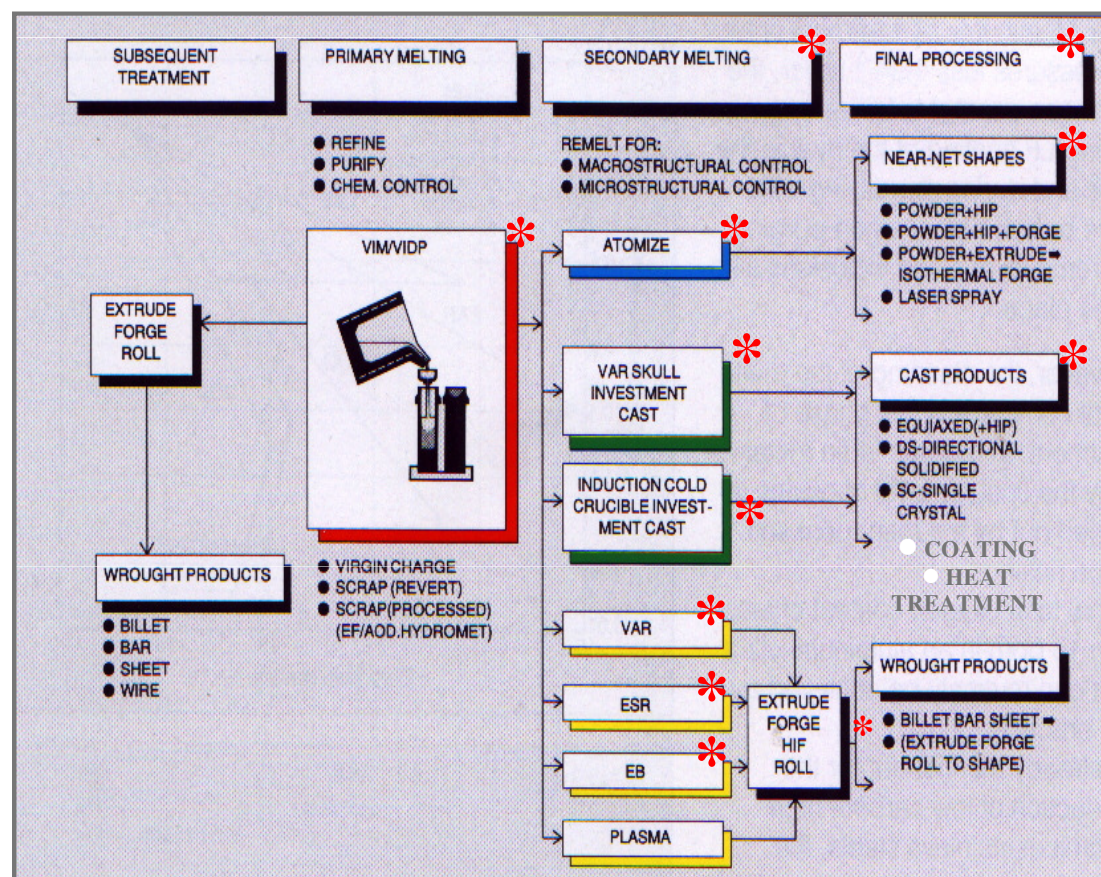 SUBSEQUENT
TREATMENT
PRIMARY MELTING
SECONDARY MELTING *
FINAL PROCESSING *
● REFINE
● PURIFY
● CHEM. CONTROL
REMELT FOR:
● MACROSTRUCTURAL CONTROL
● MICROSTRUCTURAL CONTROL
NEAR-NET SHAPES *
● POWDER+HIP
● POWDER+HIP+FORGE
● POWDER+EXTRUDE ➡
ISOTHERMAL FORGE
● LASER SPRAY
VIM/VIDP *
ATOMIZE *
EXTRUDE
FORGE
ROLL
VAR SKULL *
INVESTMENT
CAST
CAST PRODUCTS *
● EQUIAXED(+HIP)
● DS-DIRECTIONAL
SOLIDIFIED
● SC-SINGLE
CRYSTAL
INDUCTION COLD
CRUCIBLE INVEST-
MENT CAST *
● COATING
● HEAT
TREATMENT
WROUGHT PRODUCTS
● BILLET
● BAR
● SHEET
● WIRE
● VIRGIN CHARGE
● SCRAP (REVERT)
● SCRAP(PROCESSED)
(EF/AOD.HYDROMET)
VAR *
ESR *
EB *
PLASMA
EXTRUDE
FORGE
HIF
ROLL *
WROUGHT PRODUCTS
● BILLET BAR SHEET ➡
● (EXTRUDE FORGE
ROLL TO SHAPE)